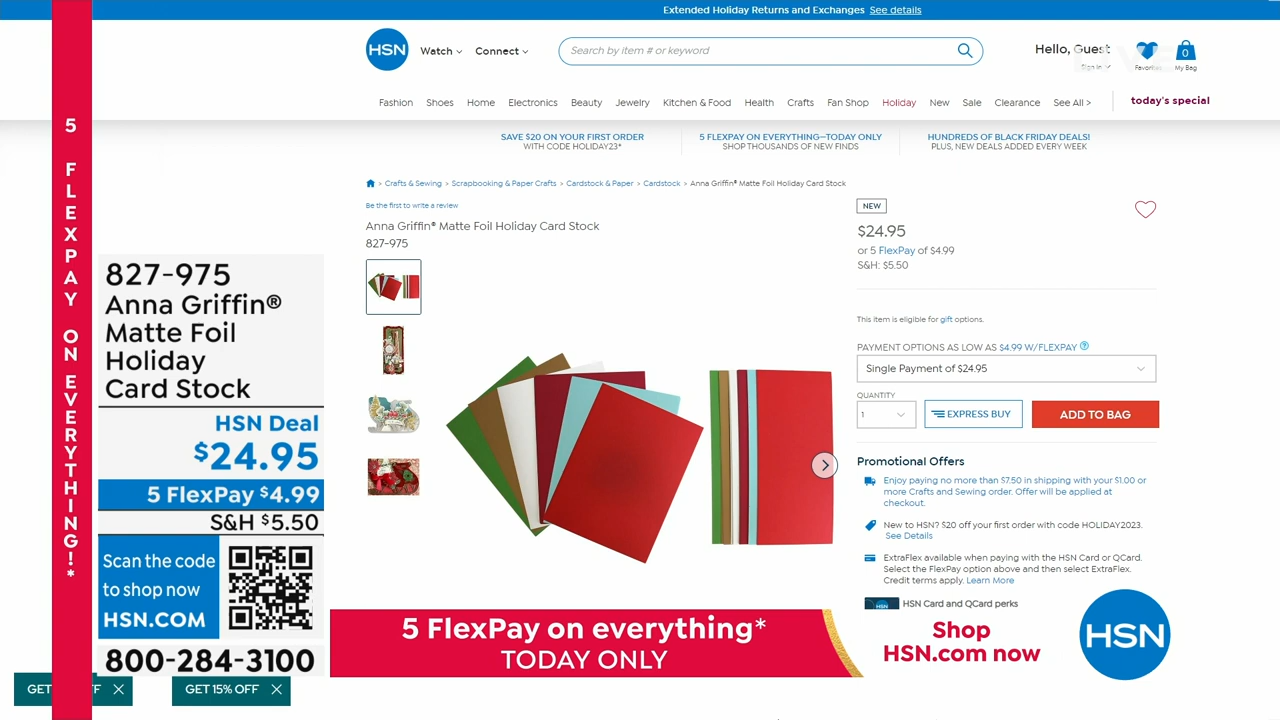 Extended Holiday Returns and Exchanges See details
HSN
Watch
Connect
Search by item # or keyword
Hello, Guest
Sign In
Favorites
0
My Bag
Fashion Shoes Home Electronics Beauty Jewelry Kitchen & Food Health Crafts Fan Shop Holiday New Sale Clearance See All >
today's special
SAVE $20 ON YOUR FIRST ORDER
WITH CODE HOLIDAY23*
5 FLEXPAY ON EVERYTHING—TODAY ONLY
SHOP THOUSANDS OF NEW FINDS
HUNDREDS OF BLACK FRIDAY DEALS!
PLUS, NEW DEALS ADDED EVERY WEEK
5 FLEXPAY ON EVERYTHING!*
> Crafts & Sewing > Scrapbooking & Paper Crafts > Cardstock & Paper > Cardstock > Anna Griffin® Matte Foil Holiday Card Stock
Be the first to write a review
Anna Griffin® Matte Foil Holiday Card Stock
827-975
NEW
$24.95
or 5 FlexPay of $4.99
S&H: $5.50
This item is eligible for gift options.
PAYMENT OPTIONS AS LOW AS $4.99 W/FLEXPAY ?
Single Payment of $24.95
QUANTITY
1
EXPRESS BUY
ADD TO BAG
Promotional Offers
Enjoy paying no more than $7.50 in shipping with your $1.00 or
more Crafts and Sewing order. Offer will be applied at
checkout.
New to HSN? $20 off your first order with code HOLIDAY2023.
See Details
ExtraFlex available when paying with the HSN Card or QCard.
Select the FlexPay option above and then select ExtraFlex.
Credit terms apply. Learn More
HSN
HSN Card and QCard perks
827-975
Anna Griffin®
Matte Foil
Holiday
Card Stock
HSN Deal
$24.95
5 FlexPay $4.99
S&H $5.50
Scan the code
to shop now
HSN.COM
800-284-3100
5 FlexPay on everything*
TODAY ONLY
Shop
HSN.com now
HSN
GET
FF
GET 15% OFF